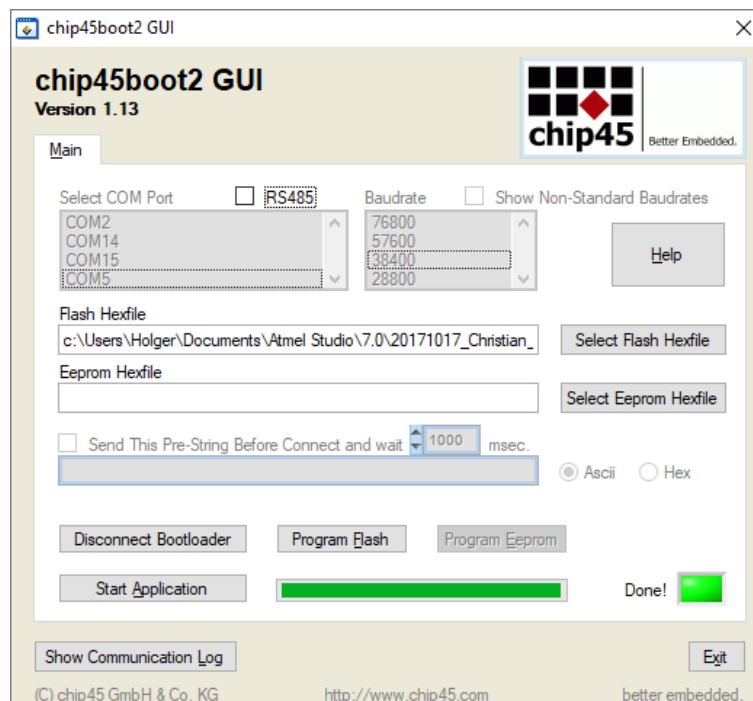 chip45boot2 GUI
chip45boot2 GUI
Version 1.13
chip45
Better Embedded.
Main
Select COM Port RS485 Baudrate Show Non-Standard Baudrates
COM2 76800
COM14 57600
COM15 38400
COM5 28800
Help
Flash Hexfile
c:\Users\Holger\Documents\Atmel Studio\7.0\20171017_Christian_ Select Flash Hexfile
Eeprom Hexfile
Select Eeprom Hexfile
Send This Pre-String Before Connect and wait 1000 msec.
Ascii Hex
Disconnect Bootloader Program Flash Program Eeprom
Start Application Done!
Show Communication Log Exit
(C) chip45 GmbH & Co. KG http://www.chip45.com better embedded.